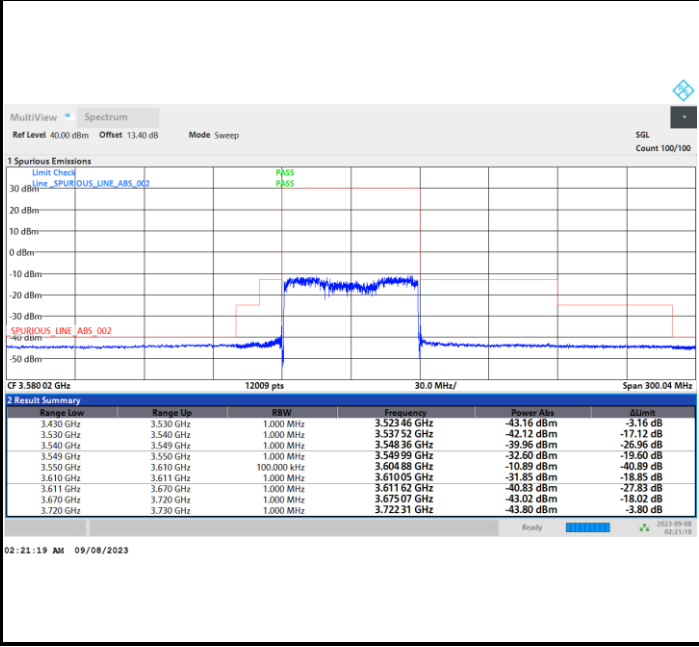 MultiView Spectrum
Ref Level 40.00 dBm Offset 13.40 dB Mode Sweep SGL
Count 100/100
1 Spurious Emissions
Limit Check PASS
Line _SPURIOUS_LINE_ABS_002 PASS
30 dBm
20 dBm
10 dBm
0 dBm
-10 dBm
-20 dBm
-30 dBm
SPURIOUS_LINE_ABS_002
-40 dBm
-50 dBm
CF 3.580 02 GHz 12009 pts 30.0 MHz/ Span 300.04 MHz
2 Result Summary
Range Low Range Up RBW Frequency Power Abs ΔLimit
3.430 GHz 3.530 GHz 1.000 MHz 3.523 46 GHz -43.16 dBm -3.16 dB
3.530 GHz 3.540 GHz 1.000 MHz 3.537 52 GHz -42.12 dBm -17.12 dB
3.540 GHz 3.549 GHz 1.000 MHz 3.548 36 GHz -39.96 dBm -26.96 dB
3.549 GHz 3.550 GHz 1.000 MHz 3.549 99 GHz -32.60 dBm -19.60 dB
3.550 GHz 3.610 GHz 100.000 kHz 3.604 88 GHz -10.89 dBm -40.89 dB
3.610 GHz 3.611 GHz 1.000 MHz 3.610 05 GHz -31.85 dBm -18.85 dB
3.611 GHz 3.670 GHz 1.000 MHz 3.611 62 GHz -40.83 dBm -27.83 dB
3.670 GHz 3.720 GHz 1.000 MHz 3.675 07 GHz -43.02 dBm -18.02 dB
3.720 GHz 3.730 GHz 1.000 MHz 3.722 31 GHz -43.80 dBm -3.80 dB
Ready 2023-09-08
02:21:19
02:21:19 AM 09/08/2023